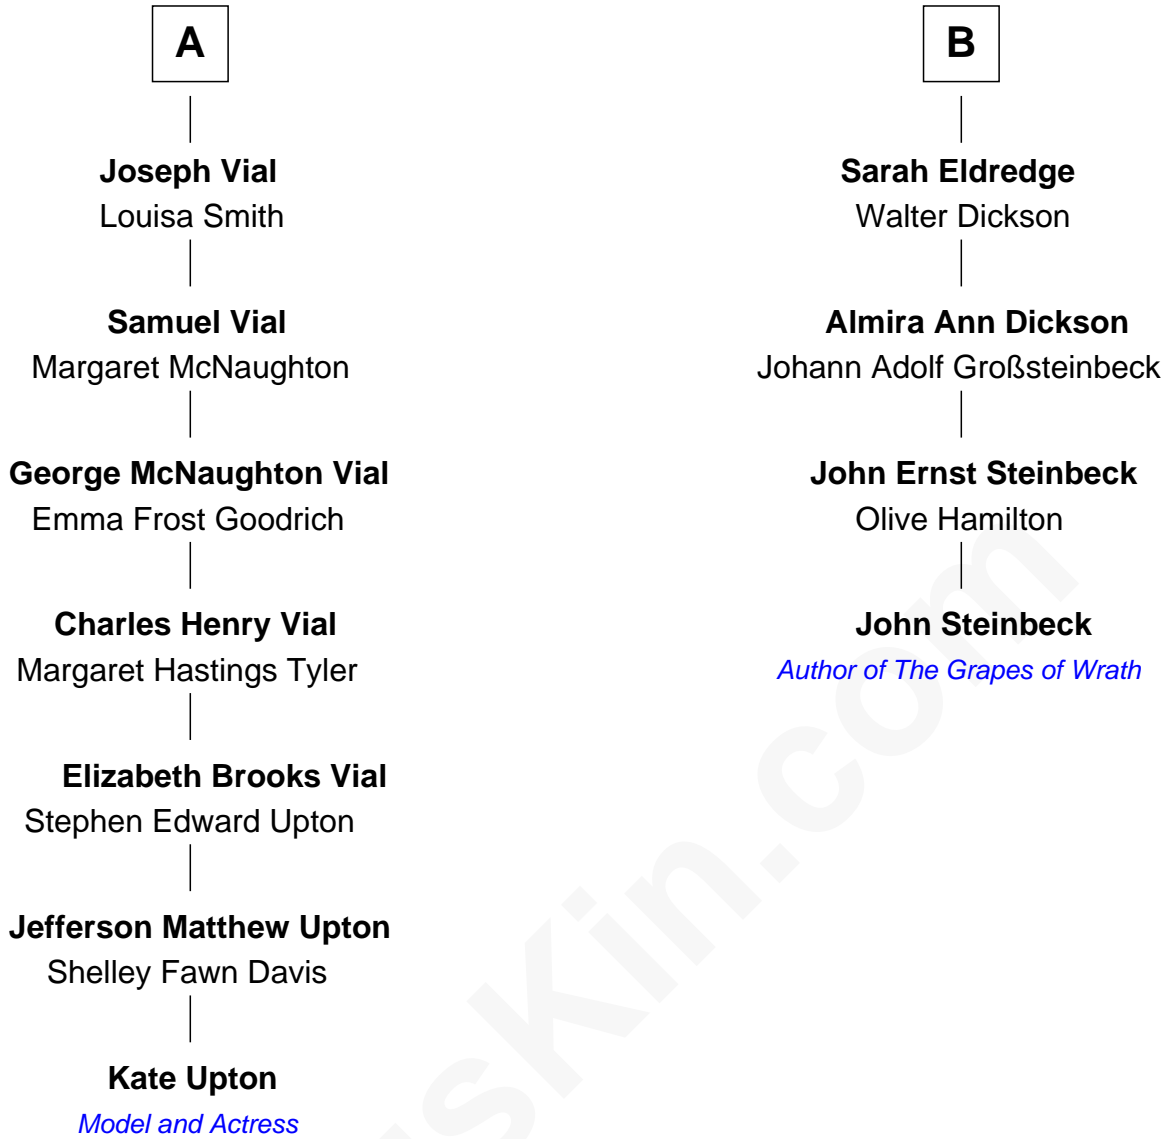 A
Joseph Vial
Louisa Smith
Samuel Vial
Margaret McNaughton
George McNaughton Vial
Emma Frost Goodrich
Charles Henry Vial
Margaret Hastings Tyler
Elizabeth Brooks Vial
Stephen Edward Upton
Jefferson Matthew Upton
Shelley Fawn Davis
Kate Upton
Model and Actress
B
Sarah Eldredge
Walter Dickson
Almira Ann Dickson
Johann Adolf Großsteinbeck
John Ernst Steinbeck
Olive Hamilton
John Steinbeck
Author of The Grapes of Wrath